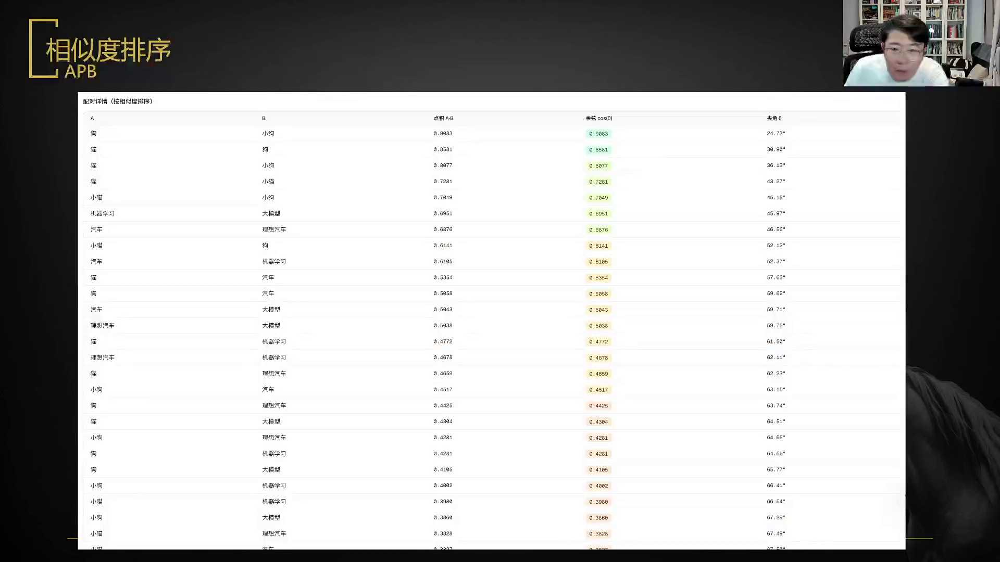 相似度排序
APB
配对详情（按相似度排序）
A B 点积 A·B 余弦 cos(θ) 夹角 θ
狗 小狗 0.9083 0.9083 24.73°
猫 狗 0.8581 0.8581 30.90°
猫 小狗 0.8077 0.8077 36.13°
猫 小猫 0.7281 0.7281 43.27°
小猫 小狗 0.7049 0.7049 45.18°
机器学习 大模型 0.6951 0.6951 45.97°
汽车 理想汽车 0.6876 0.6876 46.56°
小猫 狗 0.6141 0.6141 52.12°
汽车 机器学习 0.6105 0.6105 52.37°
猫 汽车 0.5354 0.5354 57.63°
狗 汽车 0.5058 0.5058 59.62°
汽车 大模型 0.5043 0.5043 59.71°
理想汽车 大模型 0.5038 0.5038 59.75°
猫 机器学习 0.4772 0.4772 61.50°
理想汽车 机器学习 0.4678 0.4678 62.11°
猫 理想汽车 0.4659 0.4659 62.23°
小狗 汽车 0.4517 0.4517 63.15°
狗 理想汽车 0.4425 0.4425 63.74°
猫 大模型 0.4304 0.4304 64.51°
小狗 理想汽车 0.4281 0.4281 64.65°
狗 机器学习 0.4281 0.4281 64.65°
狗 大模型 0.4105 0.4105 65.77°
小狗 机器学习 0.4002 0.4002 66.41°
小猫 机器学习 0.3980 0.3980 66.54°
小狗 大模型 0.3860 0.3860 67.29°
小猫 理想汽车 0.3828 0.3828 67.49°